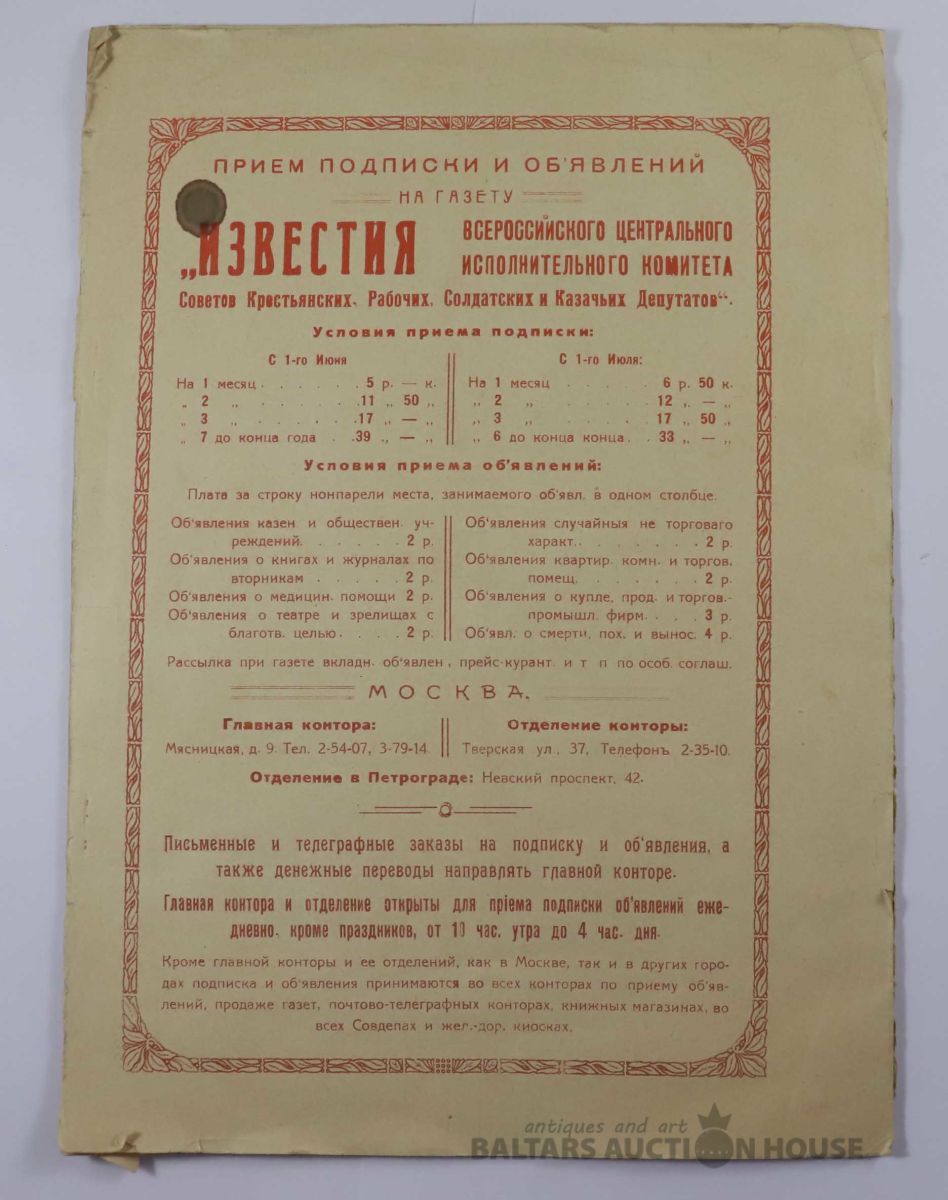 ПРИЕМ ПОДПИСКИ И ОБ'ЯВЛЕНИЙ
НА ГАЗЕТУ
„ИЗВЕСТИЯ ВСЕРОССИЙСКОГО ЦЕНТРАЛЬНОГО
ИСПОЛНИТЕЛЬНОГО КОМИТЕТА
Советов Крестьянских, Рабочих, Солдатских и Казачьих Депутатов“.
Условия приема подписки:
С 1-го Июня
На 1 месяц . . . . . . 5 р. — к.
„ 2 „ . . . . . .11 „ 50 „
„ 3 „ . . . . . .17 „ — „
„ 7 до конца года . .39 „ — „
С 1-го Июля:
На 1 месяц . . . . . 6 р. 50 к.
„ 2 „ . . . . . 12 „ — „
„ 3 „ . . . . . 17 „ 50 „
„ 6 до конца конца. . 33 „ — „
Условия приема об'явлений:
Плата за строку нонпарели места, занимаемого об'явл. в одном столбце.
Об'явления казен. и обществен. уч-
реждений. . . . . . 2 р.
Об'явления о книгах и журналах по
вторникам . . . . . 2 р.
Об'явления о медицин. помощи 2 р.
Об'явления о театре и зрелищах с
благотв. целью. . . . 2 р.
Об'явления случайныя не торговаго
характ.. . . . . . . . 2 р.
Об'явления квартир. комн. и торгов.
помещ. . . . . . . 2 р.
Об'явления о купле, прод. и торгов.-
промышл. фирм. . . . 3 р.
Об'явл. о смерти, пох. и вынос. 4 р.
Рассылка при газете вкладн. об'явлен, прейс-курант. и т п по особ. соглаш.
МОСКВА.
Главная контора:
Мясницкая, д. 9. Тел. 2-54-07, 3-79-14.
Отделение конторы:
Тверская ул., 37, Телефонъ 2-35-10.
Отделение в Петрограде: Невский проспект, 42.
Письменные и телеграфные заказы на подписку и об'явления, а
также денежные переводы направлять главной конторе.
Главная контора и отделение открыты для пріема подписки об'явлений еже-
дневно, кроме праздников, от 10 час. утра до 4 час. дня.
Кроме главной конторы и ее отделений, как в Москве, так и в других горо-
дах подписка и об'явления принимаются во всех конторах по приему об'яв-
лений, продаже газет, почтово-телеграфных конторах, книжных магазинах, во
всех Совдепах и жел.-дор. киосках.
antiques and art
BALTARS AUCTION HOUSE